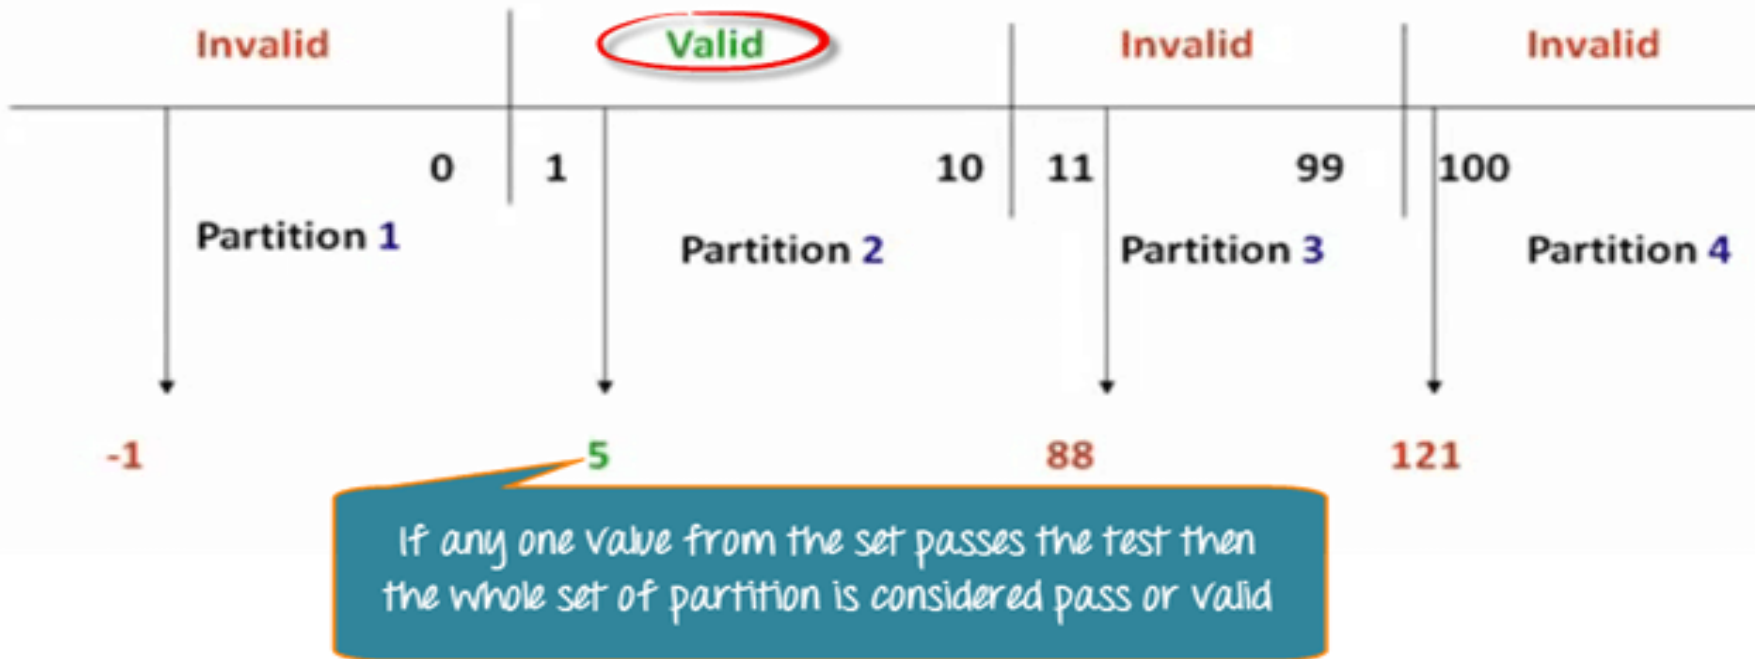 Invalid Valid Invalid Invalid
0 1 10 11 99 100
Partition 1 Partition 2 Partition 3 Partition 4
-1 5 88 121
If any one value from the set passes the test then
the whole set of partition is considered pass or valid